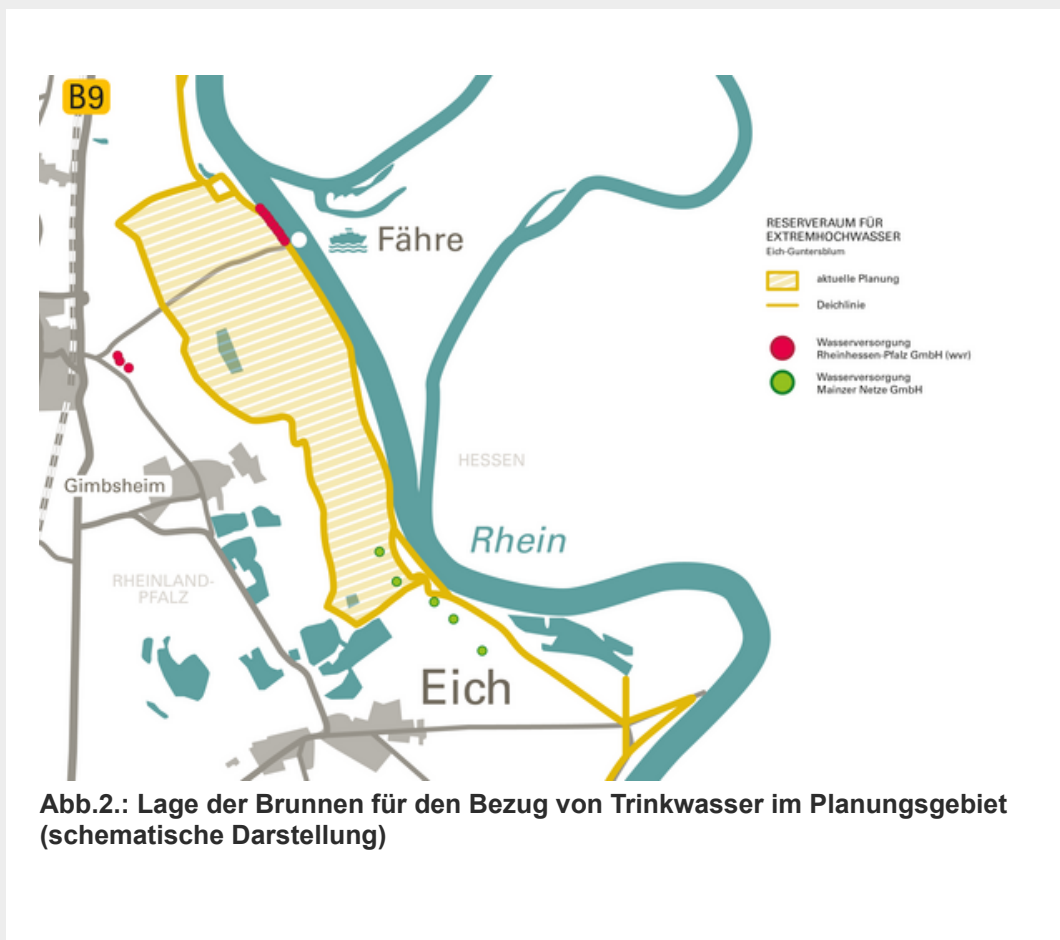 B9
Fähre
RESERVERAUM FÜR
EXTREMHOCHWASSER
Eich-Guntersblum
aktuelle Planung
Deichlinie
Wasserversorgung
Rheinhessen-Pfalz GmbH (wvr)
Wasserversorgung
Mainzer Netze GmbH
HESSEN
Gimbsheim
Rhein
RHEINLAND-
PFALZ
Eich
Abb.2.: Lage der Brunnen für den Bezug von Trinkwasser im Planungsgebiet
(schematische Darstellung)